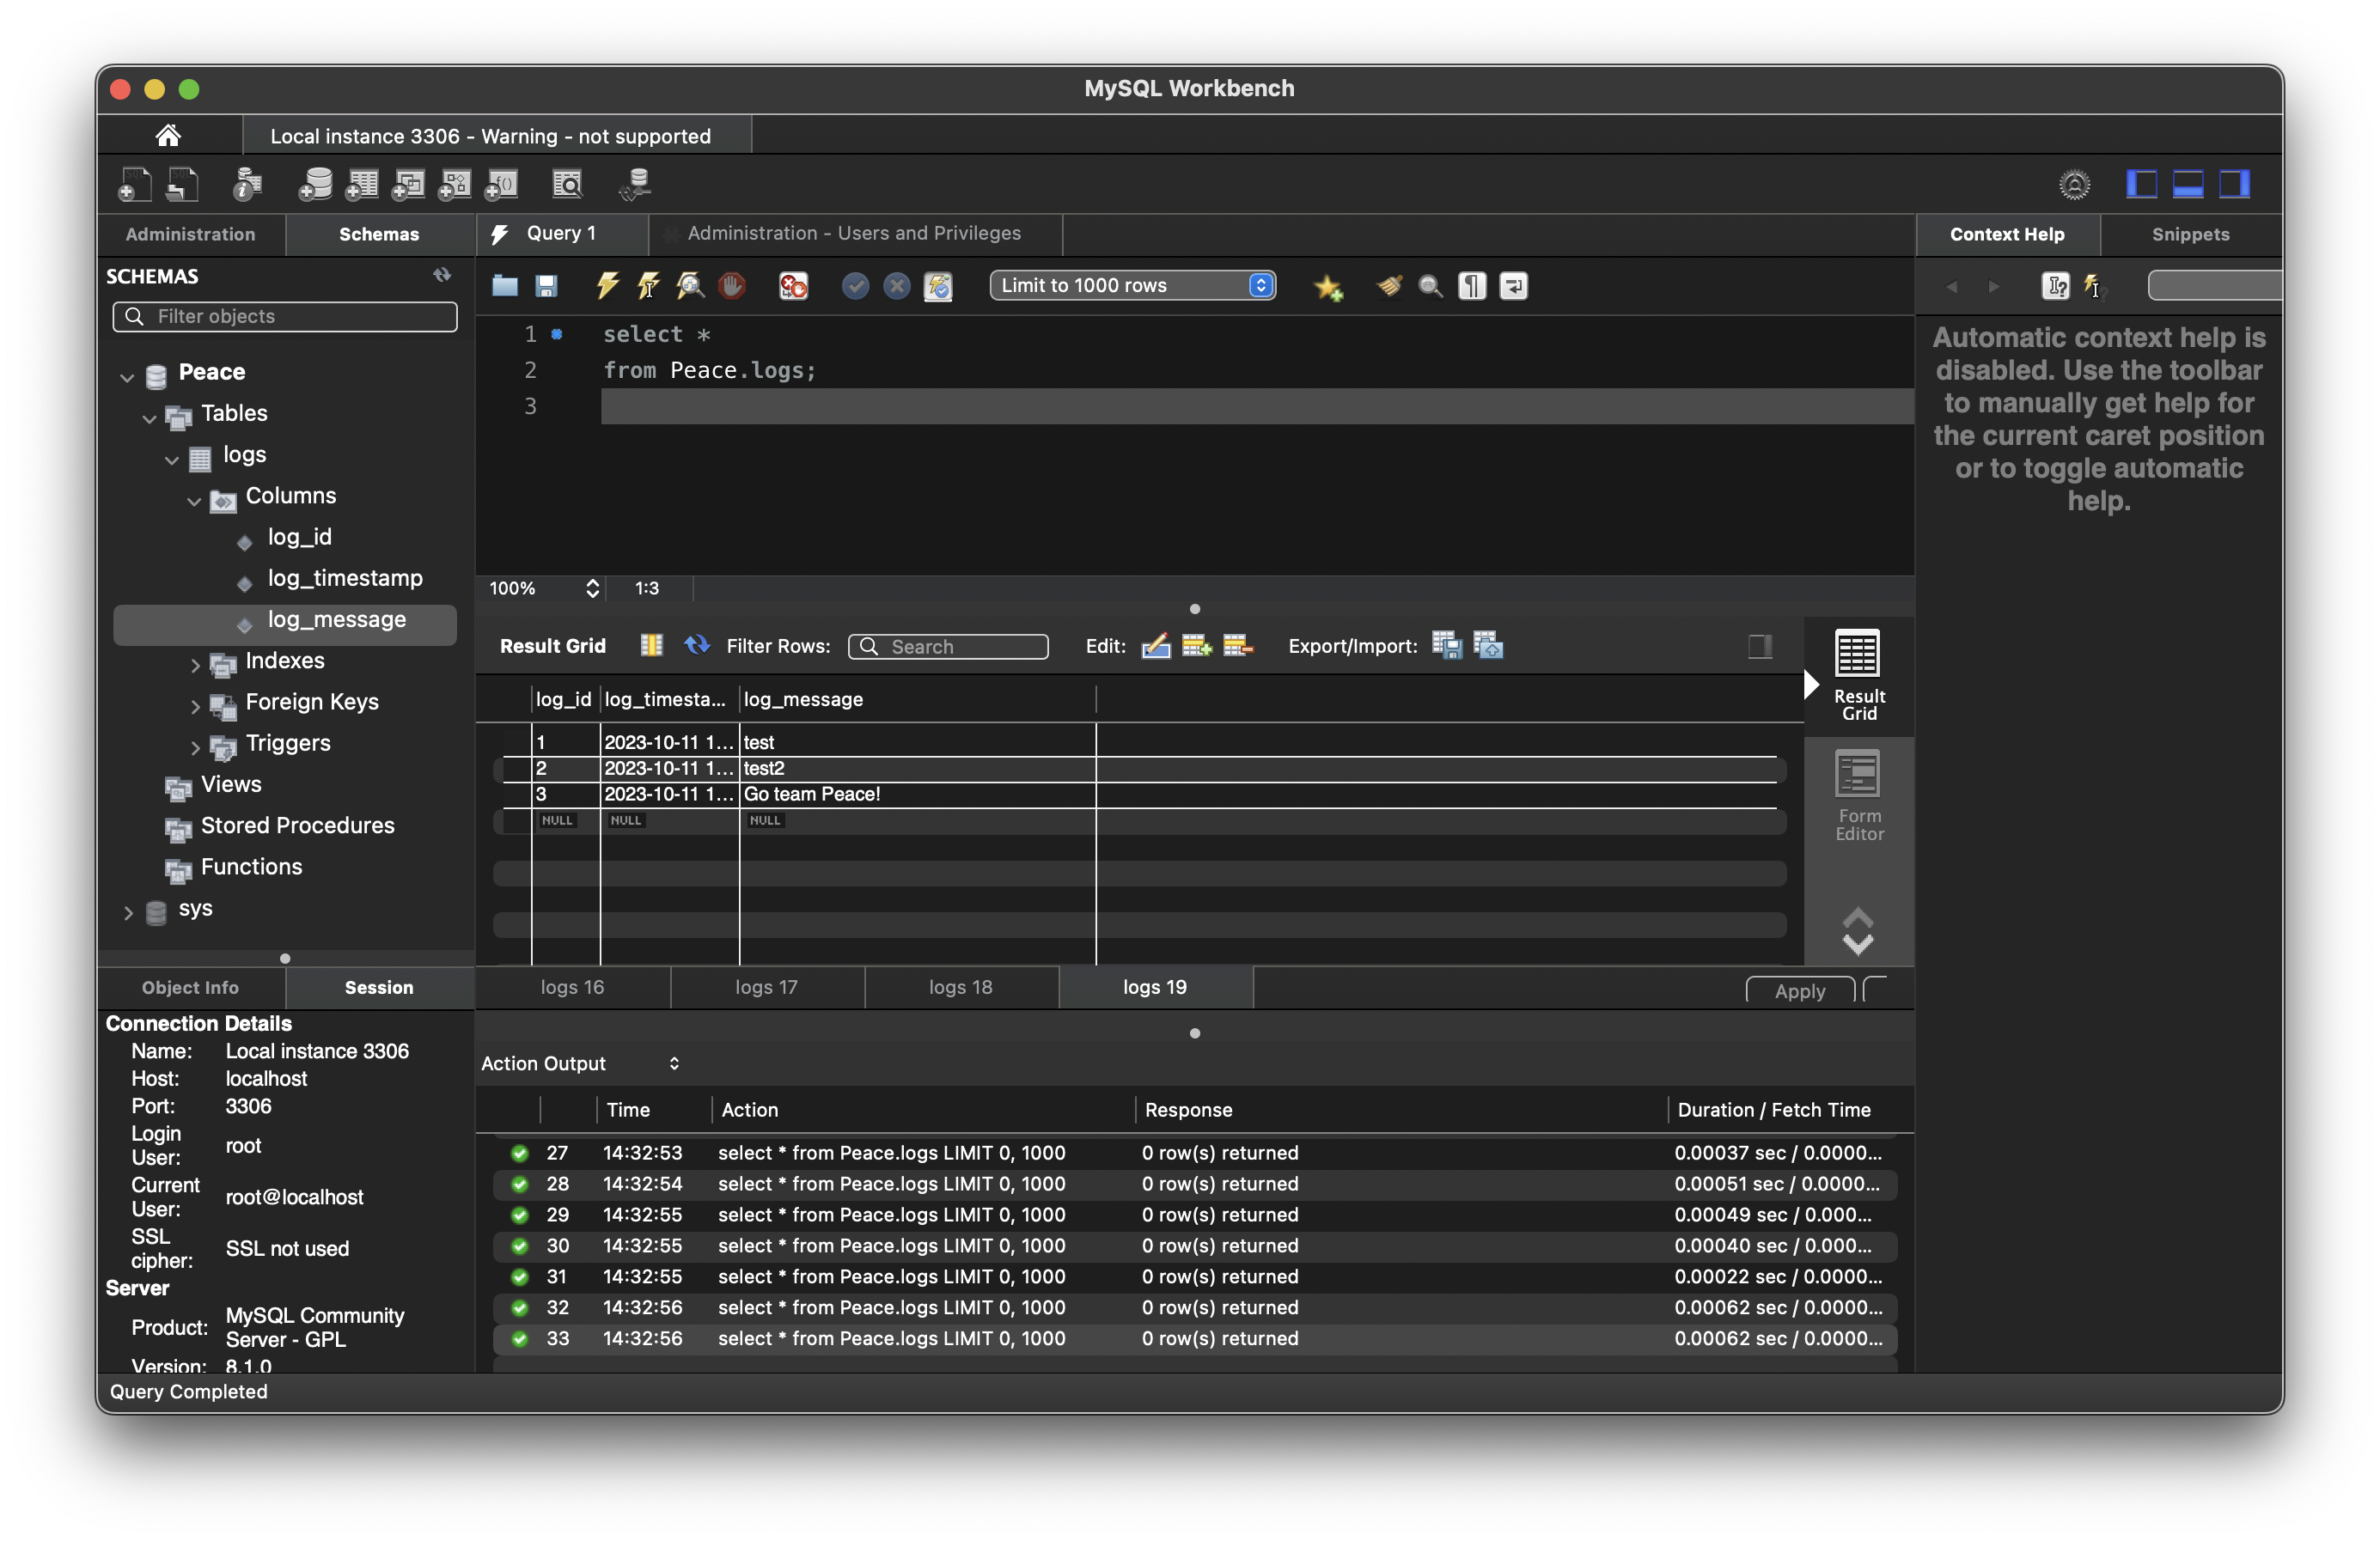 MySQL Workbench
Local instance 3306 - Warning - not supported
Administration
Schemas
Query 1
Administration - Users and Privileges
Context Help
Snippets
SCHEMAS
Filter objects
Limit to 1000 rows
Peace
Tables
logs
Columns
log_id
log_timestamp
log_message
Indexes
Foreign Keys
Triggers
Views
Stored Procedures
Functions
sys
1 select *
2 from Peace.logs;
3
Automatic context help is
disabled. Use the toolbar
to manually get help for
the current caret position
or to toggle automatic
help.
100% 1:3
Result Grid Filter Rows: Search Edit: Export/Import:
log_id log_timesta... log_message
1 2023-10-11 1... test
2 2023-10-11 1... test2
3 2023-10-11 1... Go team Peace!
NULL NULL NULL
Result
Grid
Form
Editor
logs 16 logs 17 logs 18 logs 19
Apply
Object Info
Session
Connection Details
Name: Local instance 3306
Host: localhost
Port: 3306
Login
User: root
Current
User: root@localhost
SSL
cipher: SSL not used
Server
Product: MySQL Community
Server - GPL
Version: 8.1.0
Action Output
Time Action Response Duration / Fetch Time
27 14:32:53 select * from Peace.logs LIMIT 0, 1000 0 row(s) returned 0.00037 sec / 0.0000...
28 14:32:54 select * from Peace.logs LIMIT 0, 1000 0 row(s) returned 0.00051 sec / 0.0000...
29 14:32:55 select * from Peace.logs LIMIT 0, 1000 0 row(s) returned 0.00049 sec / 0.000...
30 14:32:55 select * from Peace.logs LIMIT 0, 1000 0 row(s) returned 0.00040 sec / 0.000...
31 14:32:55 select * from Peace.logs LIMIT 0, 1000 0 row(s) returned 0.00022 sec / 0.0000...
32 14:32:56 select * from Peace.logs LIMIT 0, 1000 0 row(s) returned 0.00062 sec / 0.0000...
33 14:32:56 select * from Peace.logs LIMIT 0, 1000 0 row(s) returned 0.00062 sec / 0.0000...
Query Completed